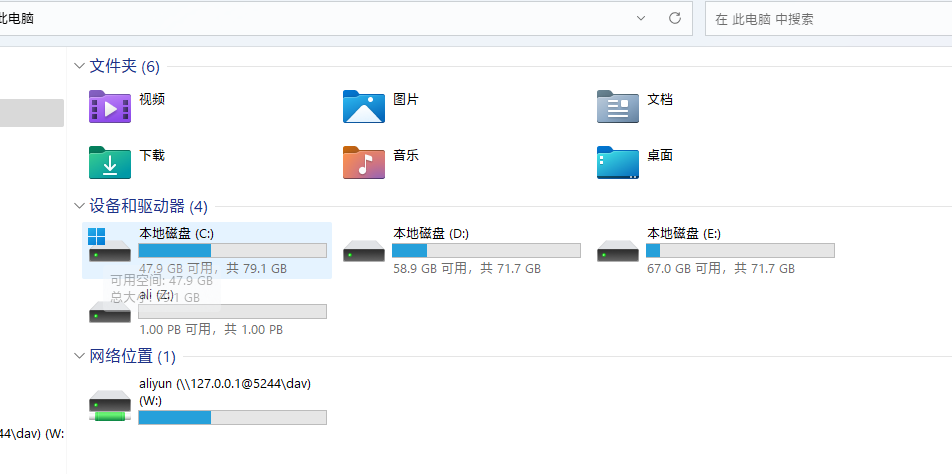 此电脑
在 此电脑 中搜索
文件夹 (6)
视频
图片
文档
下载
音乐
桌面
设备和驱动器 (4)
本地磁盘 (C:)
47.9 GB 可用，共 79.1 GB
本地磁盘 (D:)
58.9 GB 可用，共 71.7 GB
本地磁盘 (E:)
67.0 GB 可用，共 71.7 GB
可用空间: 47.9 GB
总大小: 79.1 GB
ali (Z:)
1.00 PB 可用，共 1.00 PB
网络位置 (1)
aliyun (\\127.0.0.1@5244\dav)
(W:)
44\dav) (W: